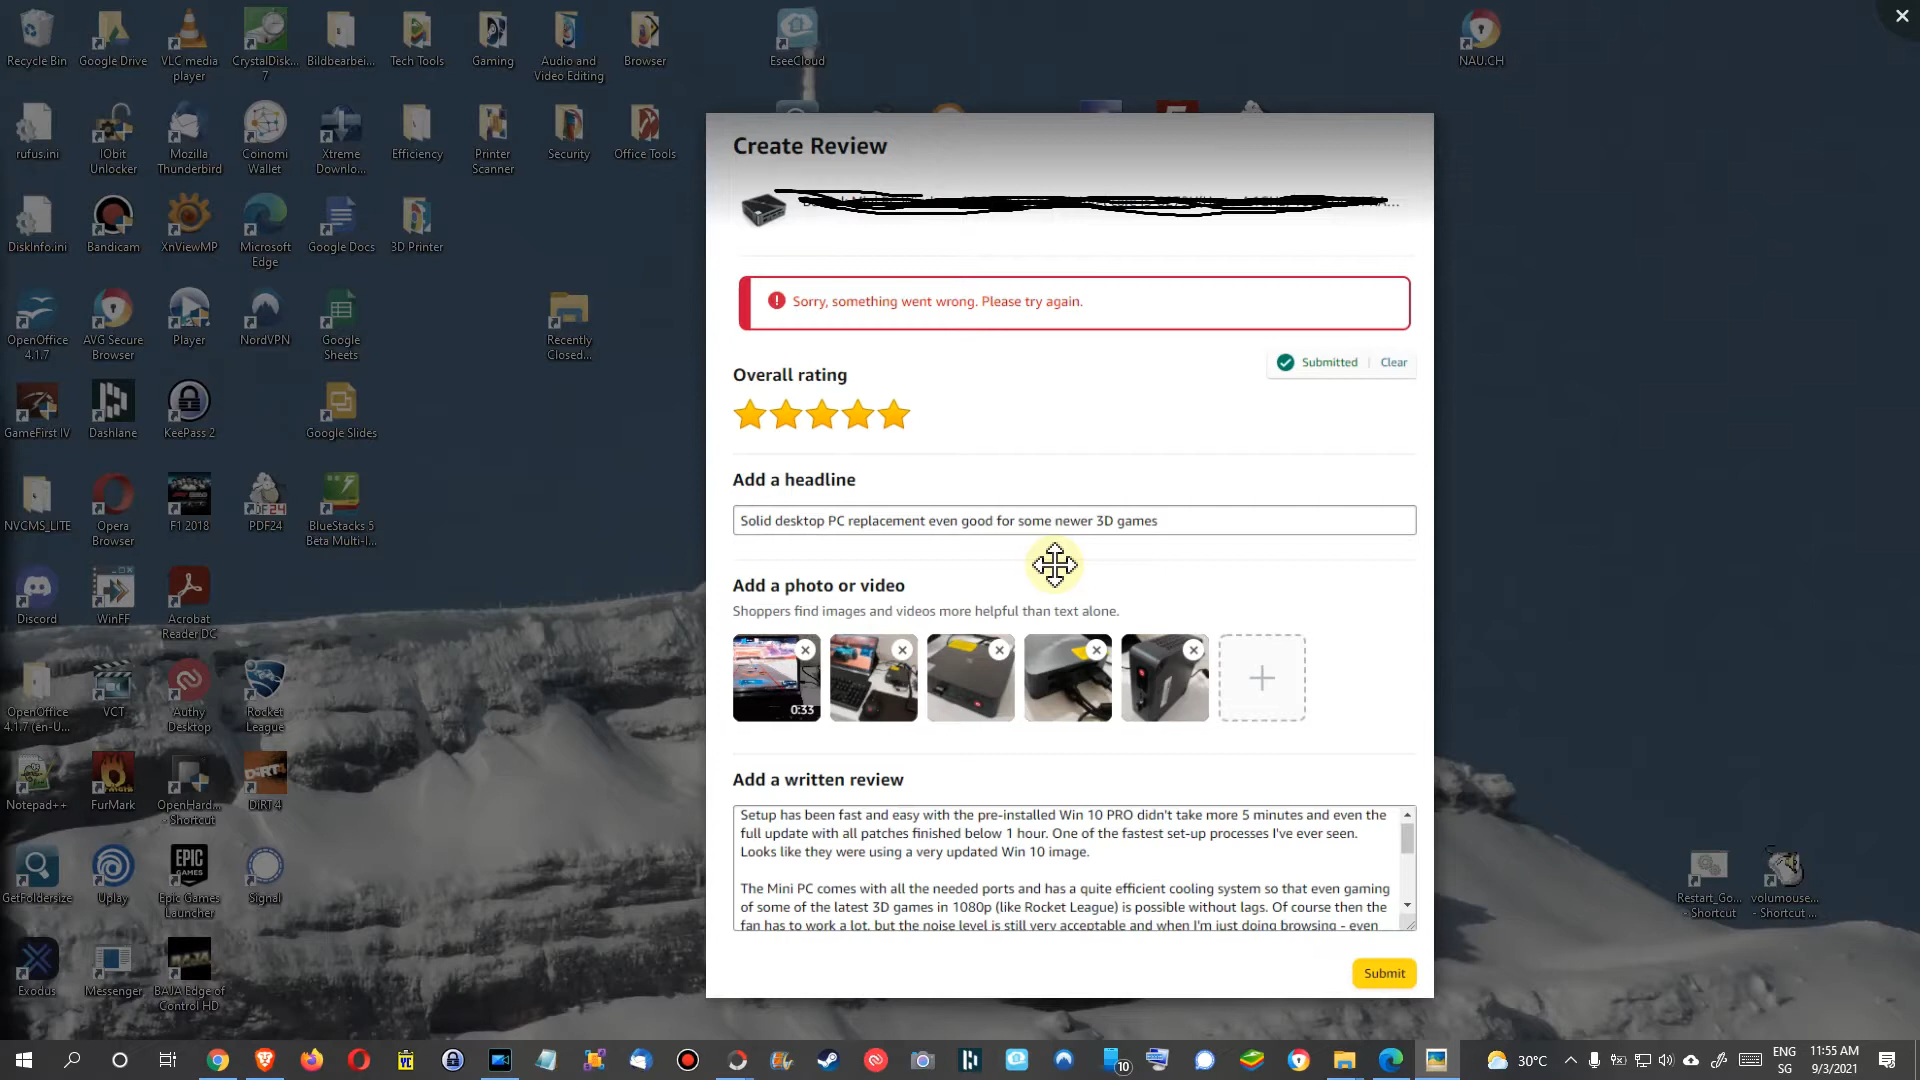 Recycle Bin
Google Drive
VLC media
player
CrystalDisk...
7
Bildbearbei...
Tech Tools
Gaming
Audio and
Video Editing
Browser
EseeCloud
NAU.CH
rufus.ini
IObit
Unlocker
Mozilla
Thunderbird
Coinomi
Wallet
Xtreme
Downlo...
Efficiency
Printer
Scanner
Security
Office Tools
DiskInfo.ini
Bandicam
XnViewMP
Microsoft
Edge
Google Docs
3D Printer
OpenOffice
4.1.7
AVG Secure
Browser
Player
NordVPN
Google
Sheets
Recently
Closed...
GameFirst IV
Dashlane
KeePass 2
Google Slides
NVCMS_LITE
Opera
Browser
F1 2018
PDF24
BlueStacks 5
Beta Multi-I...
Discord
WinFF
Acrobat
Reader DC
OpenOffice
4.1.7 (en-U...
VCT
Authy
Desktop
Rocket
League
Notepad++
FurMark
OpenHard...
- Shortcut
DiRT 4
GetFoldersize
Uplay
Epic Games
Launcher
Signal
Exodus
Messenger
BAJA Edge of
Control HD
Restart_Go...
- Shortcut
volumouse...
- Shortcut ...
Create Review
Sorry, something went wrong. Please try again.
Submitted | Clear
Overall rating
Add a headline
Solid desktop PC replacement even good for some newer 3D games
Add a photo or video
Shoppers find images and videos more helpful than text alone.
0:33
Add a written review
Setup has been fast and easy with the pre-installed Win 10 PRO didn't take more 5 minutes and even the
full update with all patches finished below 1 hour. One of the fastest set-up processes I've ever seen.
Looks like they were using a very updated Win 10 image.
The Mini PC comes with all the needed ports and has a quite efficient cooling system so that even gaming
of some of the latest 3D games in 1080p (like Rocket League) is possible without lags. Of course then the
fan has to work a lot, but the noise level is still very acceptable and when I'm just doing browsing - even
Submit
10
30°C
ENG
SG
11:55 AM
9/3/2021